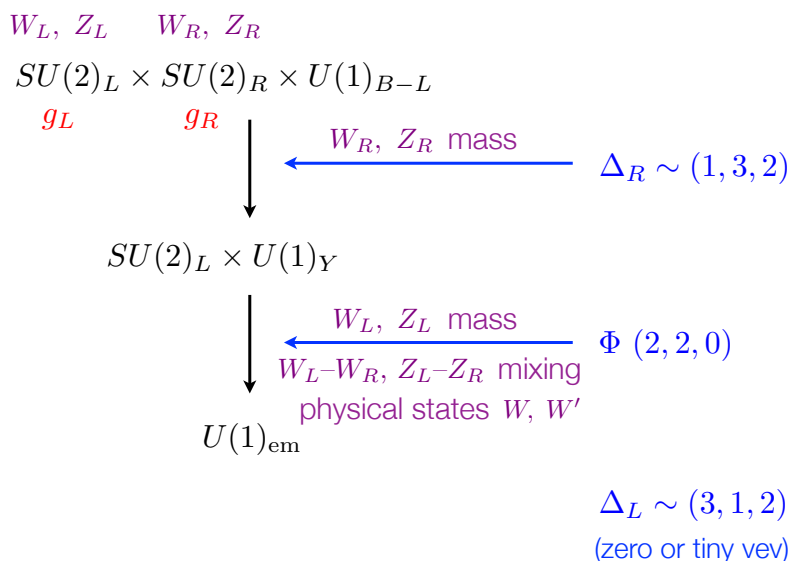 W_L, Z_L W_R, Z_R
SU(2)_L × SU(2)_R × U(1)_{B−L}
g_L g_R
W_R, Z_R mass
Δ_R ∼ (1, 3, 2)
SU(2)_L × U(1)_Y
W_L, Z_L mass
Φ (2, 2, 0)
W_L–W_R, Z_L–Z_R mixing
physical states W, W′
U(1)_{em}
Δ_L ∼ (3, 1, 2)
(zero or tiny vev)